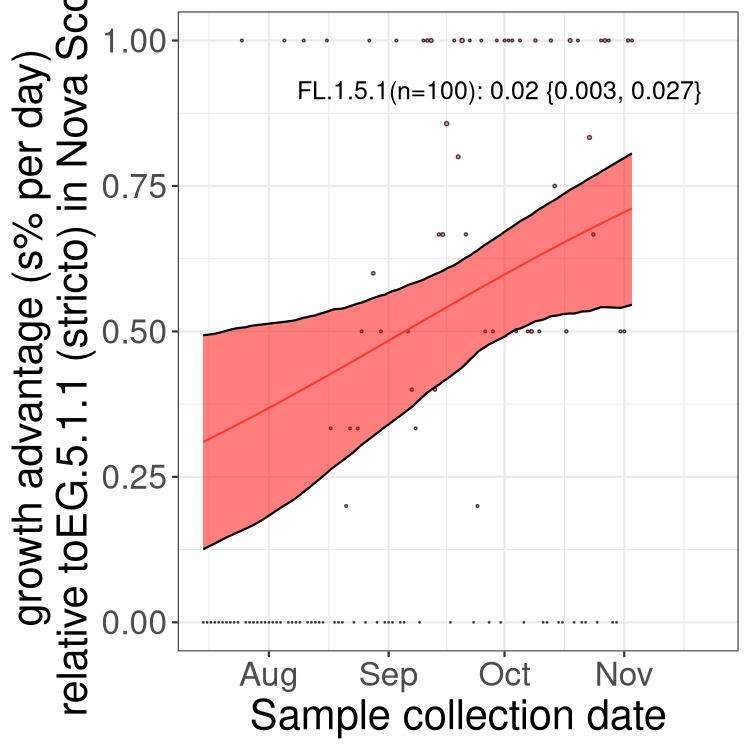 growth advantage (s% per day)
relative toEG.5.1.1 (stricto) in Nova Sco
1.00
0.75
0.50
0.25
0.00
FL.1.5.1(n=100): 0.02 {0.003, 0.027}
Aug Sep Oct Nov
Sample collection date